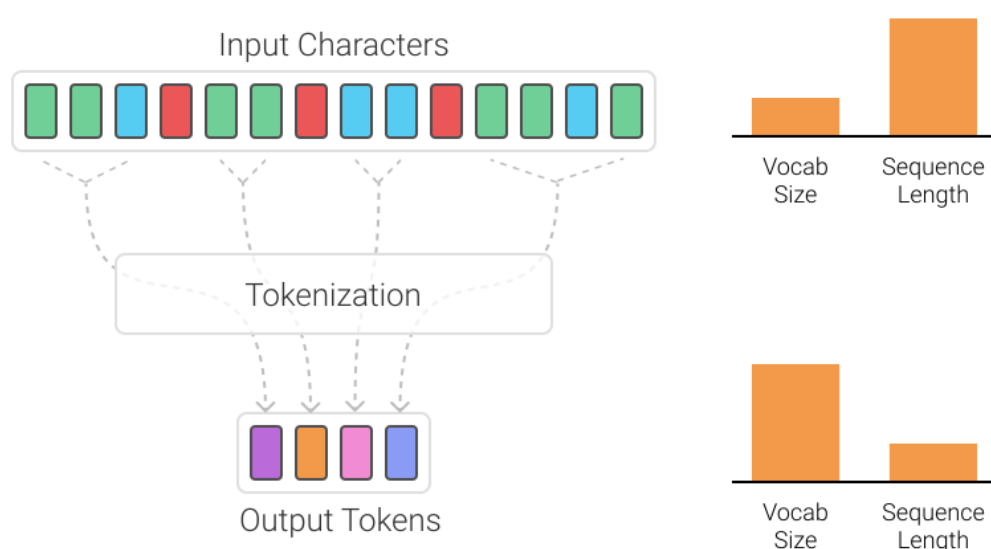 Input Characters
Vocab Size
Sequence Length
Tokenization
Output Tokens
Vocab Size
Sequence Length